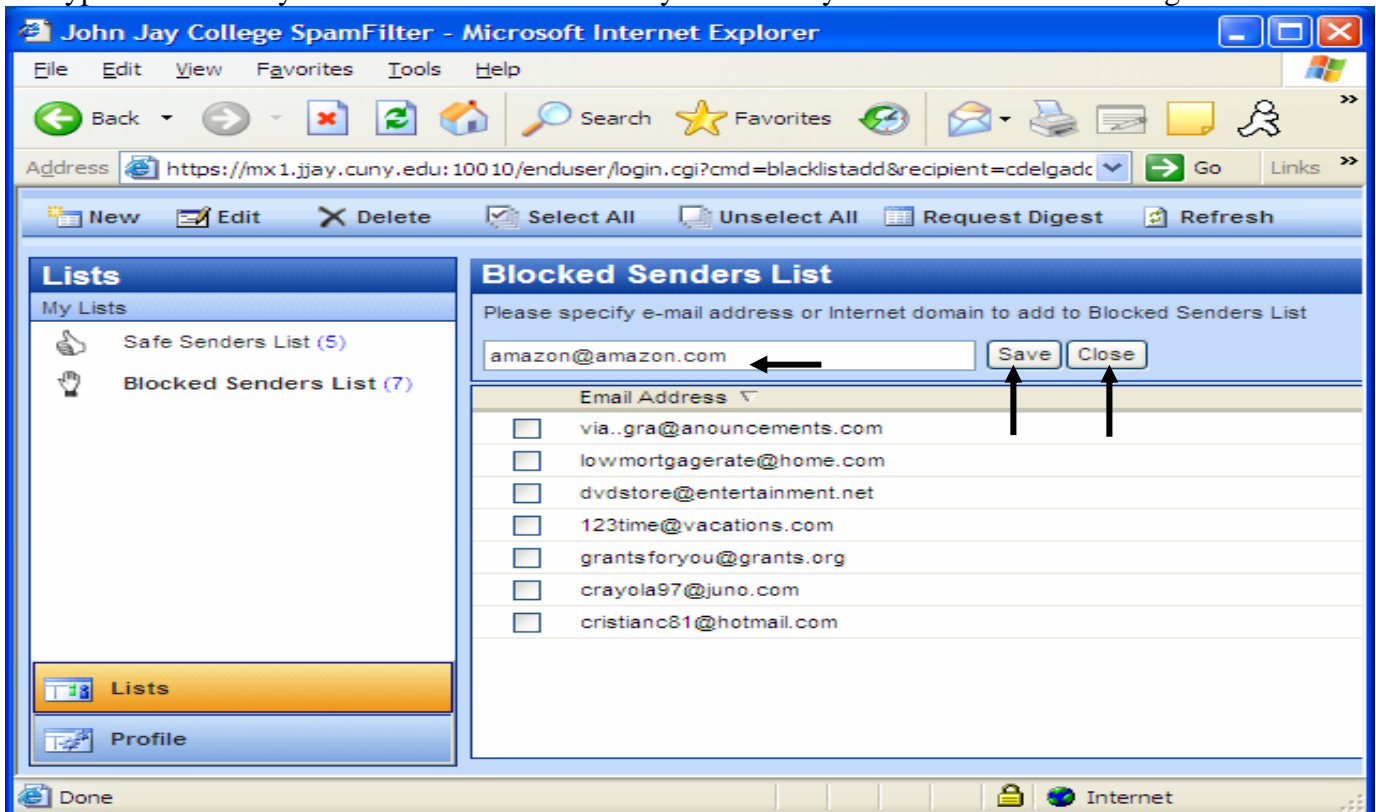 John Jay College SpamFilter - Microsoft Internet Explorer
File Edit View Favorites Tools Help
Back Search Favorites »
Address https://mx1.jjay.cuny.edu:10010/enduser/login.cgi?cmd=blacklistadd&recipient=cdelgadc Go Links »
New Edit Delete Select All Unselect All Request Digest Refresh
Lists
My Lists
Safe Senders List (5)
Blocked Senders List (7)
Lists
Profile
Blocked Senders List
Please specify e-mail address or Internet domain to add to Blocked Senders List
amazon@amazon.com Save Close
Email Address
via..gra@anouncements.com
lowmortgagerate@home.com
dvdstore@entertainment.net
123time@vacations.com
grantsforyou@grants.org
crayola97@juno.com
cristianc81@hotmail.com
Done Internet